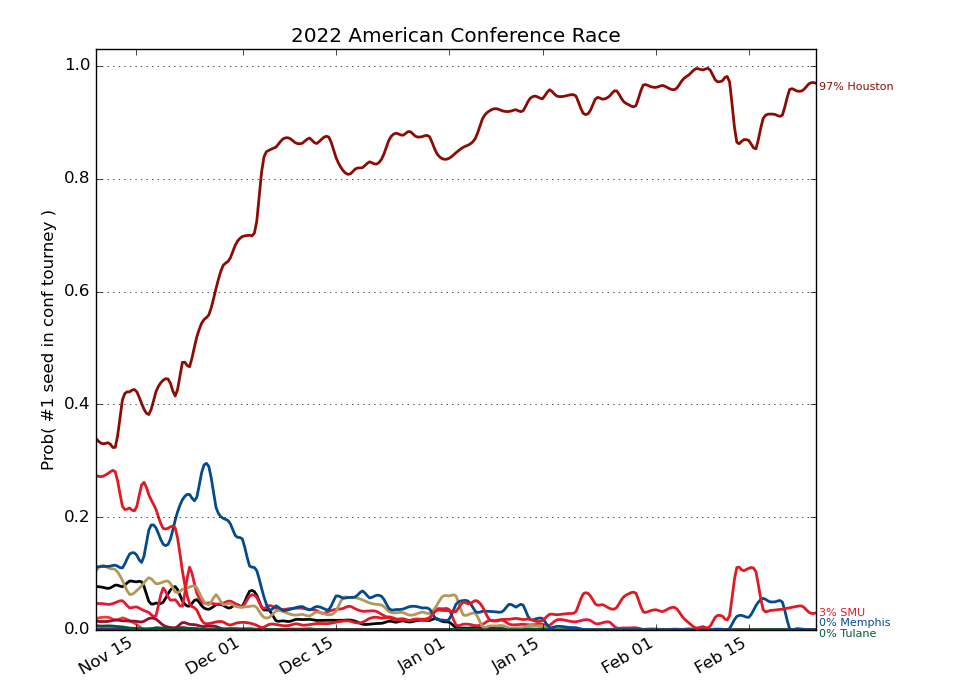 2022 American Conference Race
Prob( #1 seed in conf tourney )
1.0
0.8
0.6
0.4
0.2
0.0
97% Houston
3% SMU
0% Memphis
0% Tulane
Nov 15
Dec 01
Dec 15
Jan 01
Jan 15
Feb 01
Feb 15